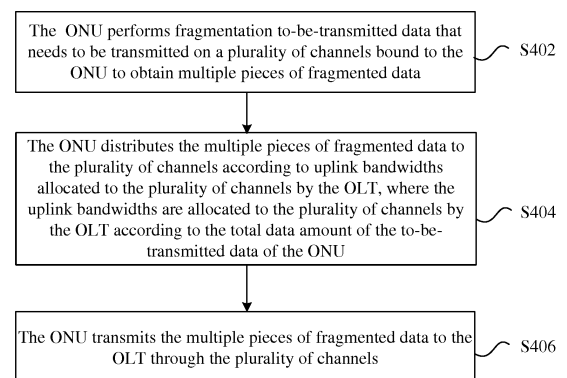 The ONU performs fragmentation to-be-transmitted data that
needs to be transmitted on a plurality of channels bound to the
ONU to obtain multiple pieces of fragmented data
S402
The ONU distributes the multiple pieces of fragmented data to
the plurality of channels according to uplink bandwidths
allocated to the plurality of channels by the OLT, where the
uplink bandwidths are allocated to the plurality of channels by
the OLT according to the total data amount of the to-be-
transmitted data of the ONU
S404
The ONU transmits the multiple pieces of fragmented data to the
OLT through the plurality of channels
S406